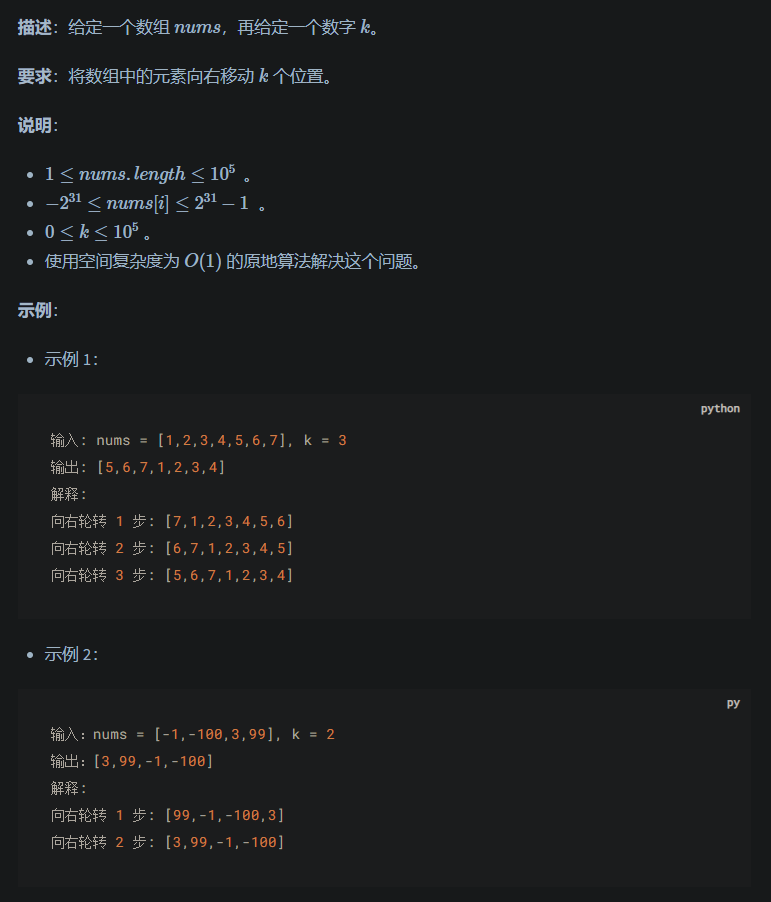 描述：给定一个数组 nums，再给定一个数字 k。
要求：将数组中的元素向右移动 k 个位置。
说明：
• 1 ≤ nums.length ≤ 10^5 。
• −2^31 ≤ nums[i] ≤ 2^31 − 1 。
• 0 ≤ k ≤ 10^5 。
• 使用空间复杂度为 O(1) 的原地算法解决这个问题。
示例：
• 示例 1：
python
输入: nums = [1,2,3,4,5,6,7], k = 3
输出: [5,6,7,1,2,3,4]
解释:
向右轮转 1 步: [7,1,2,3,4,5,6]
向右轮转 2 步: [6,7,1,2,3,4,5]
向右轮转 3 步: [5,6,7,1,2,3,4]
• 示例 2：
py
输入：nums = [-1,-100,3,99], k = 2
输出：[3,99,-1,-100]
解释:
向右轮转 1 步: [99,-1,-100,3]
向右轮转 2 步: [3,99,-1,-100]